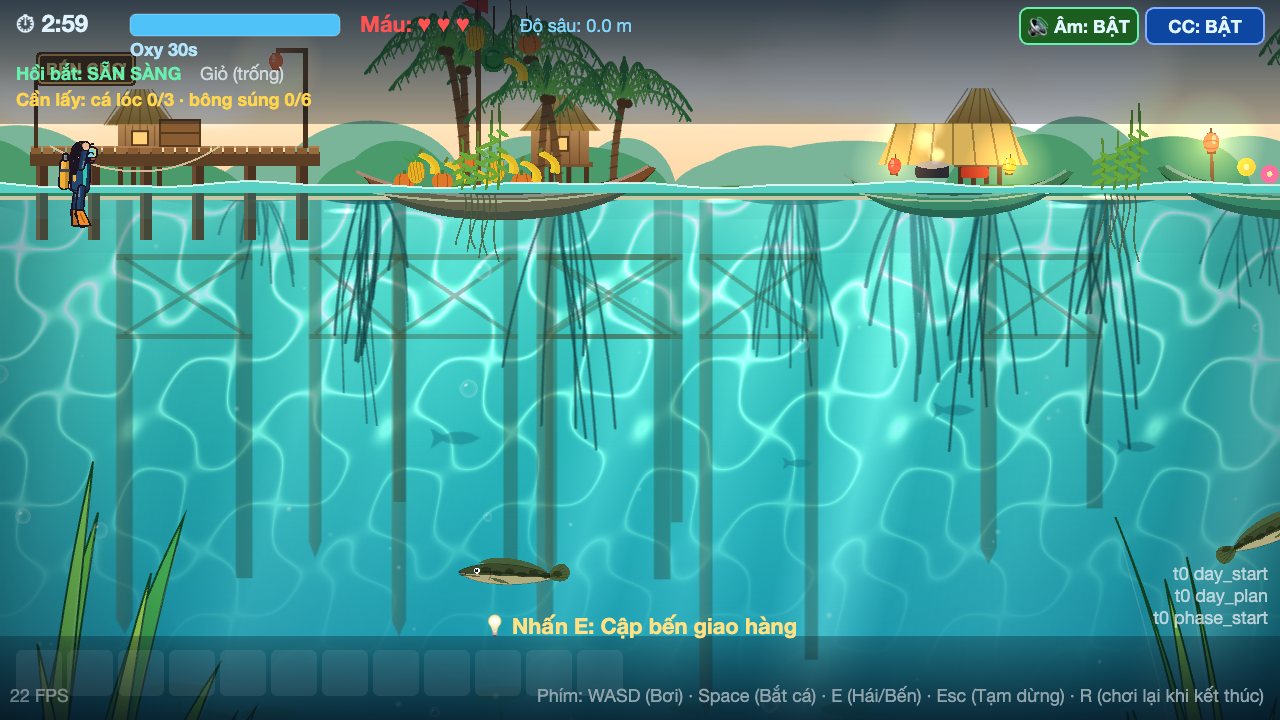 2:59
Máu: ♥ ♥ ♥
Độ sâu: 0.0 m
Âm: BẬT
CC: BẬT
Oxy 30s
Hồi bắt: SẴN SÀNG
Giỏ (trống)
Cần lấy: cá lóc 0/3 · bông súng 0/6
t0 day_start
t0 day_plan
t0 phase_start
Nhấn E: Cập bến giao hàng
22 FPS
Phím: WASD (Bơi) · Space (Bắt cá) · E (Hái/Bến) · Esc (Tạm dừng) · R (chơi lại khi kết thúc)